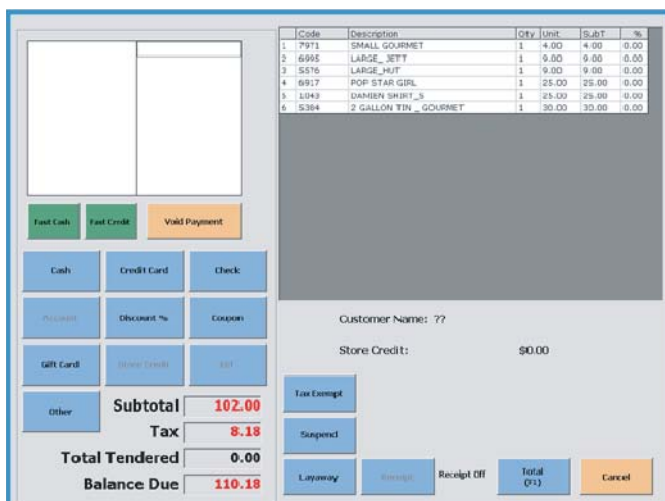 Code Description Qty Unit SubT %
1 7971 SMALL GOURMET 1 4.00 4.00 0.00
2 6995 LARGE_ JETT 1 9.00 9.00 0.00
3 5576 LARGE_HUT 1 9.00 9.00 0.00
4 6917 POP STAR GIRL 1 25.00 25.00 0.00
5 1043 DAMIEN SHIRT_S 1 25.00 25.00 0.00
6 5384 2 GALLON TIN _ GOURMET 1 30.00 30.00 0.00
Fast Cash Fast Credit Void Payment
Cash Credit Card Check
Account Discount % Coupon
Gift Card Store Credit
Customer Name: ??
Store Credit: $0.00
Other
Subtotal 102.00
Tax 8.18
Total Tendered 0.00
Balance Due 110.18
Tax Exempt
Suspend
Layaway Receipt Receipt Off Total (F1) Cancel